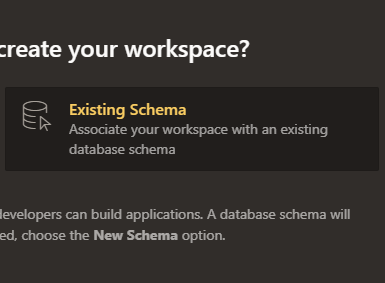 create your workspace?
Existing Schema
Associate your workspace with an existing
database schema
developers can build applications. A database schema will
ed, choose the New Schema option.